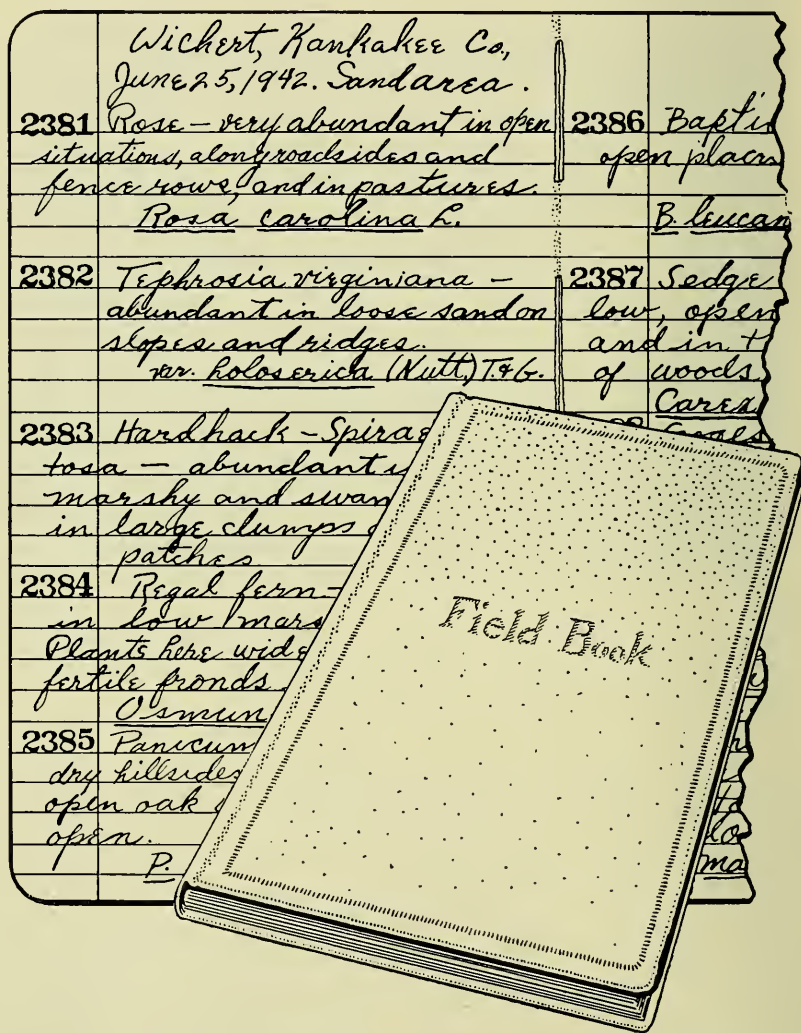 Wichert, Kankakee Co.,
June 25, 1942. Sand area.
2381 Rose — very abundant in open
situations, along roadsides and
fence rows, and in pastures.
Rosa carolina L.
2382 Tephrosia virginiana —
abundant in loose sand on
slopes and ridges.
var. holosericea (Nutt.) T. & G.
2383 Hardhack — Spirae
tosa — abundant i
marshy and swam
in large clumps
patches
2384 Regal fern —
in low mars
Plants here wide
fertile fronds
Osmun
2385 Panicum
dry hillsides
open oak
open.
P.
2386 Baptis
open plac
B. leucan
2387 Sedge
low, open
and in t
of woods
Carex
ma
Field Book